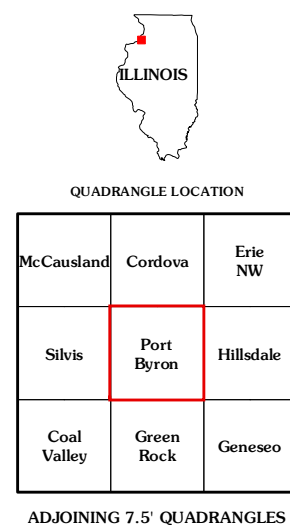 ILLINOIS
QUADRANGLE LOCATION
McCausland
Cordova
Erie
NW
Silvis
Port
Byron
Hillsdale
Coal
Valley
Green
Rock
Geneseo
ADJOINING 7.5' QUADRANGLES